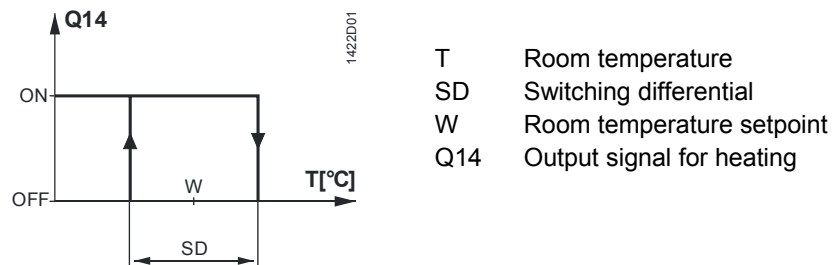 Q14
1422D01
ON
OFF
W
T[°C]
SD
T Room temperature
SD Switching differential
W Room temperature setpoint
Q14 Output signal for heating